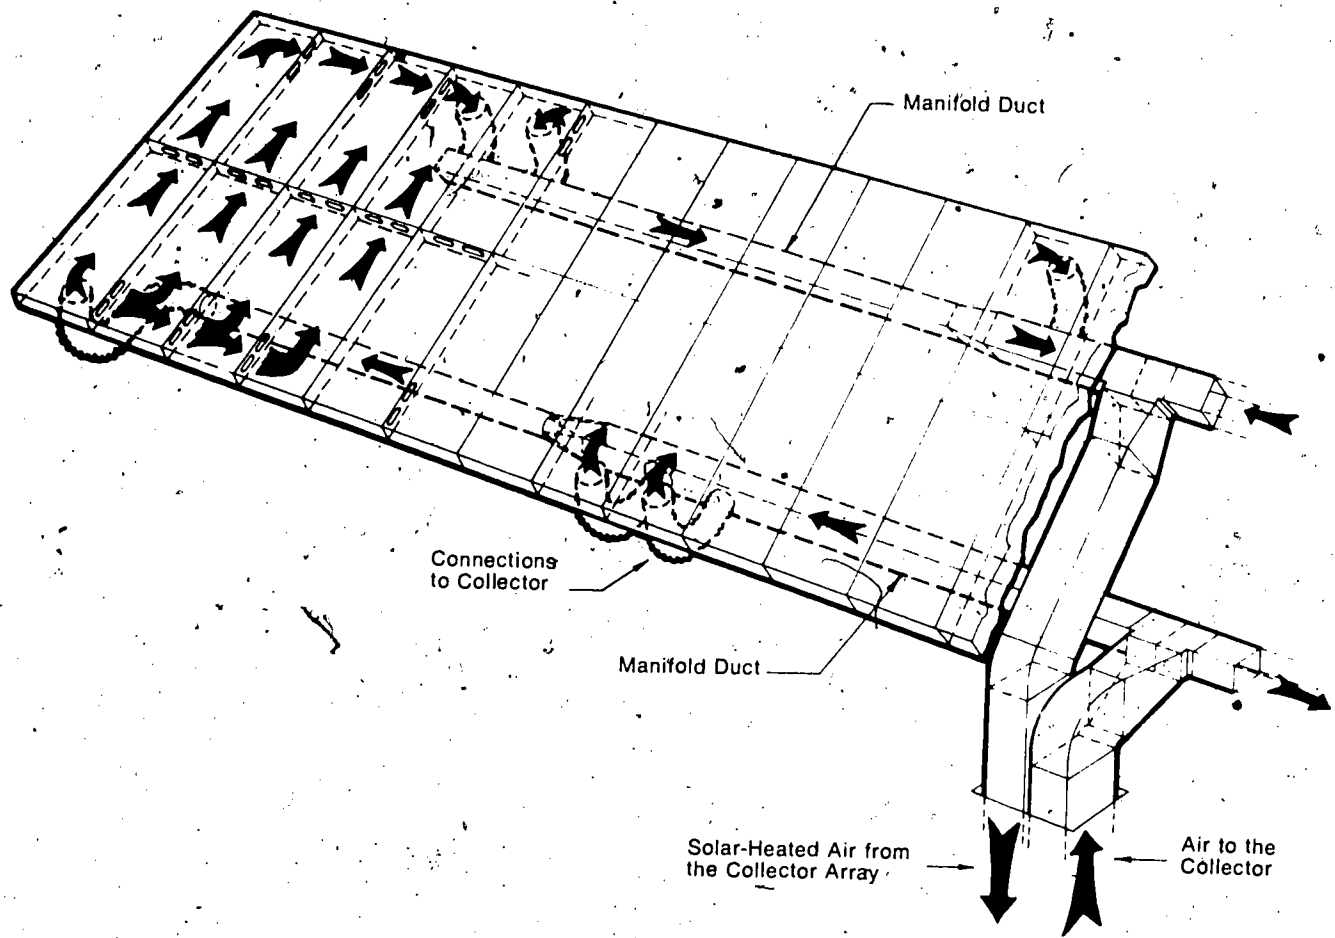 Manifold Duct
Connections
to Collector
Manifold Duct
Solar-Heated Air from
the Collector Array
Air to the
Collector